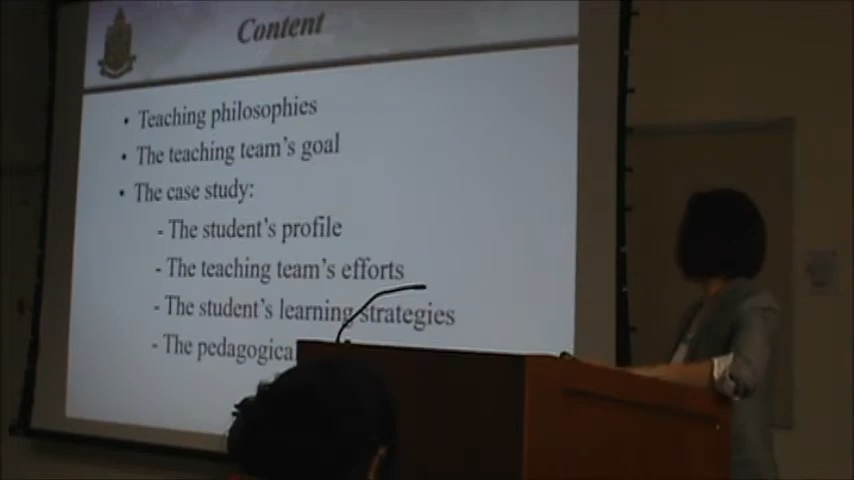 Content
• Teaching philosophies
• The teaching team's goal
• The case study:
- The student's profile
- The teaching team's efforts
- The student's learning strategies
- The